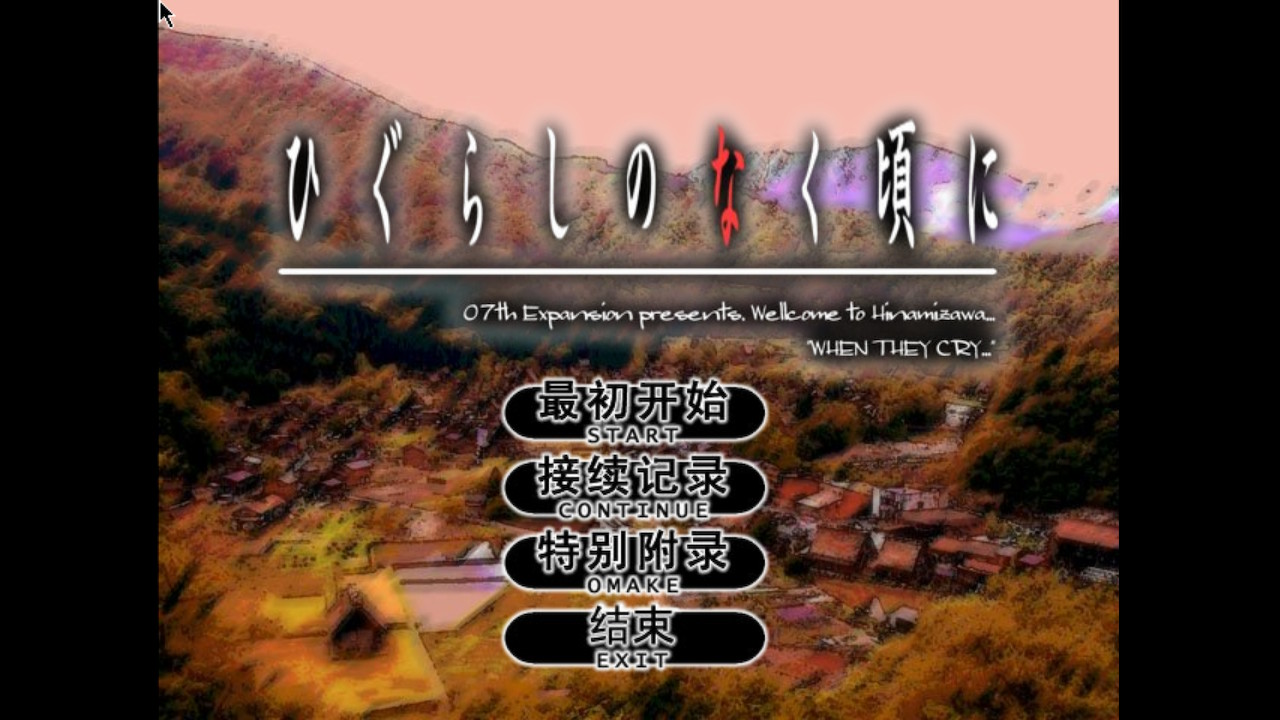 ひぐらしのなく頃に
07th Expansion presents. Wellcome to Hinamizawa...
"WHEN THEY CRY..."
最初开始
START
接续记录
CONTINUE
特别附录
OMAKE
结束
EXIT